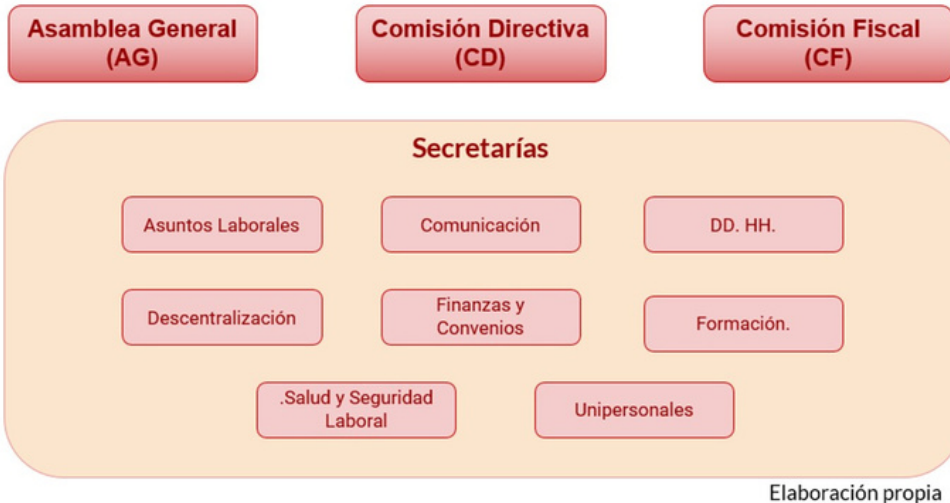 Asamblea General
(AG)
Comisión Directiva
(CD)
Comisión Fiscal
(CF)
Secretarías
Asuntos Laborales
Comunicación
DD. HH.
Descentralización
Finanzas y
Convenios
Formación.
.Salud y Seguridad
Laboral
Unipersonales
Elaboración propia